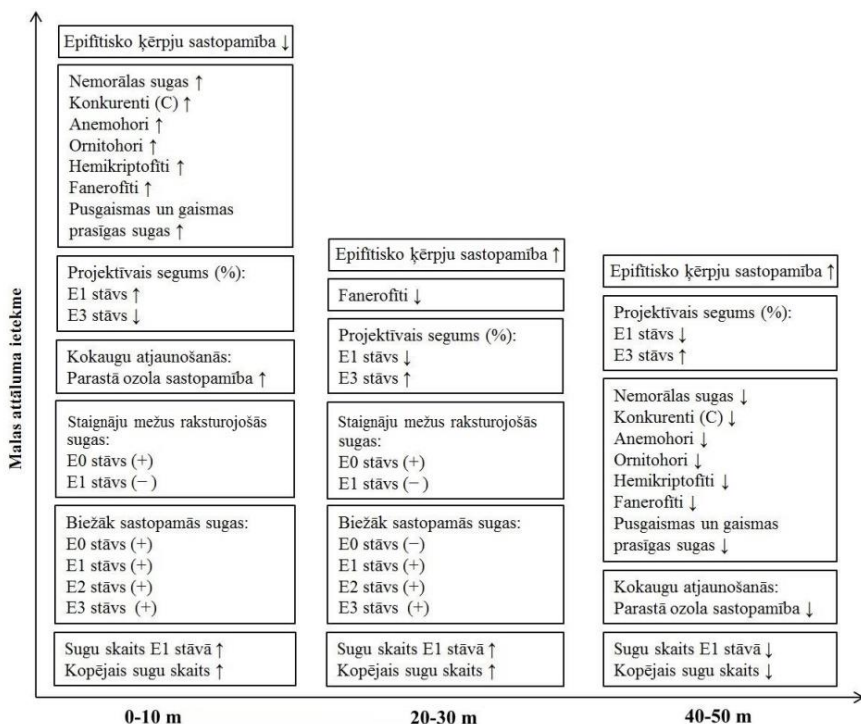 Malas attāluma ietekme
Epifītisko ķērpju sastopamība ↓
Nemorālas sugas ↑
Konkurenti (C) ↑
Anemohori ↑
Ornitohori ↑
Hemikriptofīti ↑
Fanerofīti ↑
Pusgaismas un gaismas
prasīgas sugas ↑
Projektīvais segums (%):
E1 stāvs ↑
E3 stāvs ↓
Kokaugu atjaunošanās:
Parastā ozola sastopamība ↑
Staignāju mežus raksturojošās
sugas:
E0 stāvs (+)
E1 stāvs (−)
Biežāk sastopamās sugas:
E0 stāvs (+)
E1 stāvs (+)
E2 stāvs (+)
E3 stāvs (+)
Sugu skaits E1 stāvā ↑
Kopējais sugu skaits ↑
0-10 m
Epifītisko ķērpju sastopamība ↑
Fanerofīti ↓
Projektīvais segums (%):
E1 stāvs ↓
E3 stāvs ↑
Staignāju mežus raksturojošās
sugas:
E0 stāvs (+)
E1 stāvs (−)
Biežāk sastopamās sugas:
E0 stāvs (−)
E1 stāvs (+)
E2 stāvs (+)
E3 stāvs (+)
Sugu skaits E1 stāvā ↑
Kopējais sugu skaits ↑
20-30 m
Epifītisko ķērpju sastopamība ↑
Projektīvais segums (%):
E1 stāvs ↓
E3 stāvs ↑
Nemorālas sugas ↓
Konkurenti (C) ↓
Anemohori ↓
Ornitohori ↓
Hemikriptofīti ↓
Fanerofīti ↓
Pusgaismas un gaismas
prasīgas sugas ↓
Kokaugu atjaunošanās:
Parastā ozola sastopamība ↓
Sugu skaits E1 stāvā ↓
Kopējais sugu skaits ↓
40-50 m